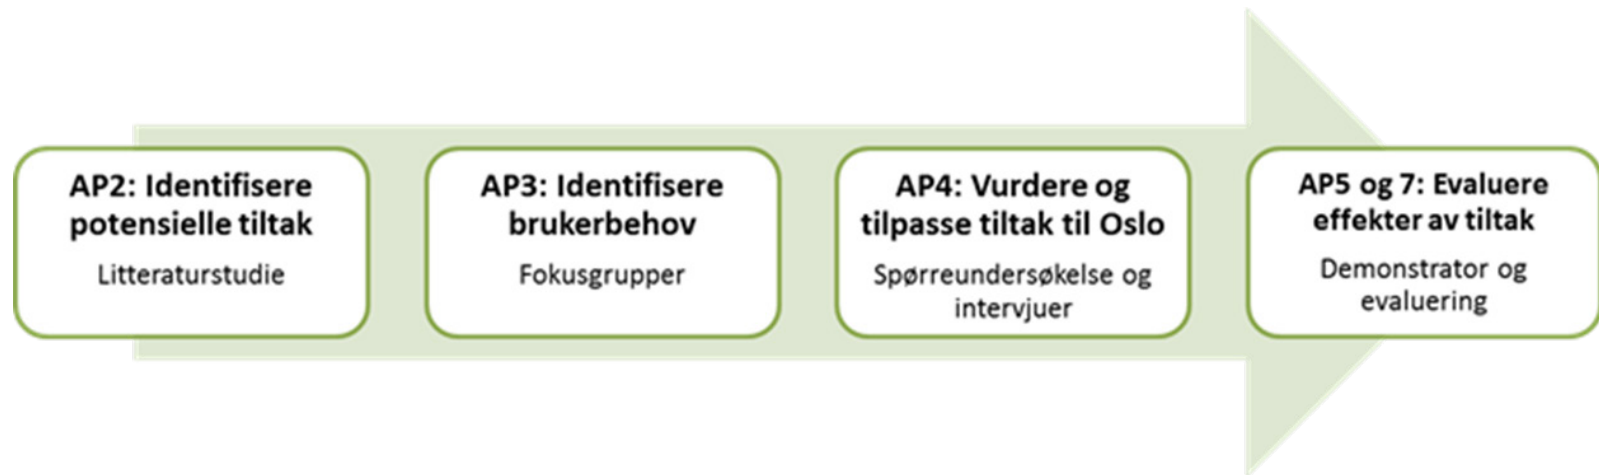 AP2: Identifisere
potensielle tiltak
Litteraturstudie
AP3: Identifisere
brukerbehov
Fokusgrupper
AP4: Vurdere og
tilpasse tiltak til Oslo
Spørreundersøkelse og
intervjuer
AP5 og 7: Evaluere
effekter av tiltak
Demonstrator og
evaluering